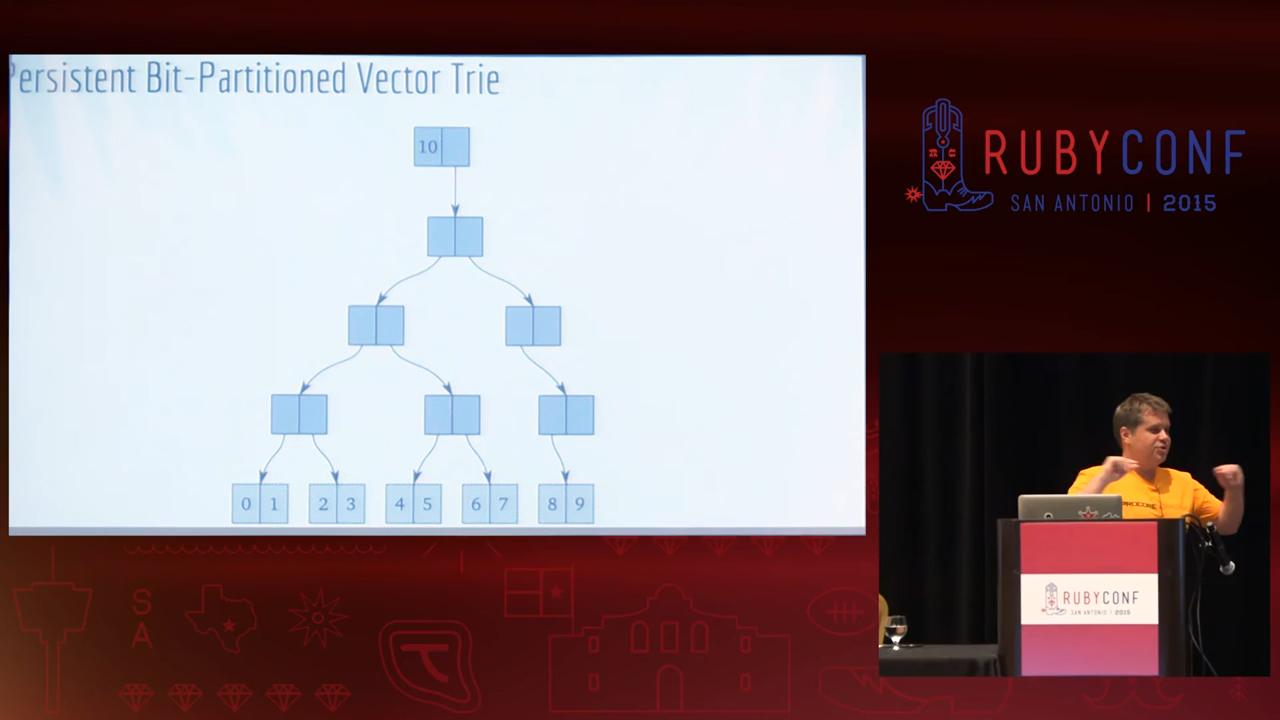 ersistent Bit-Partitioned Vector Trie
10
0 1 2 3 4 5 6 7 8 9
RUBYCONF
SAN ANTONIO | 2015
RUBYCONF
SAN ANTONIO | 2015
S
A